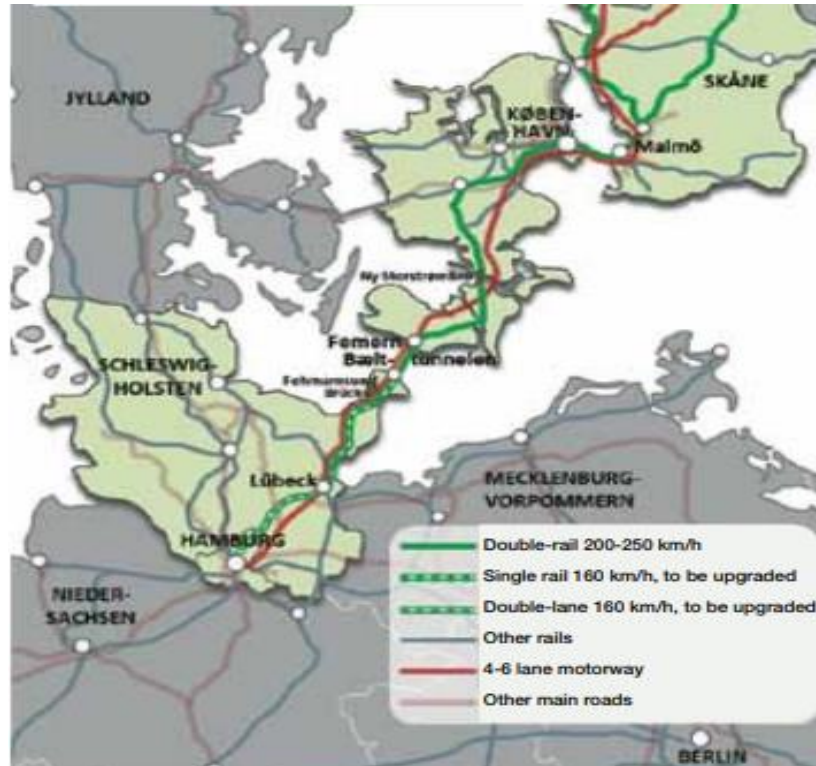 JYLLAND
SKÅNE
KØBEN-
HAVN
Malmö
Femern
Bælt-
tunnelen
SCHLESWIG-
HOLSTEN
Lübeck
MECKLENBURG-
VORPOMMERN
HAMBURG
NIEDER-
SACHSEN
BERLIN
Double-rail 200-250 km/h
Single rail 160 km/h, to be upgraded
Double-lane 160 km/h, to be upgraded
Other rails
4-6 lane motorway
Other main roads